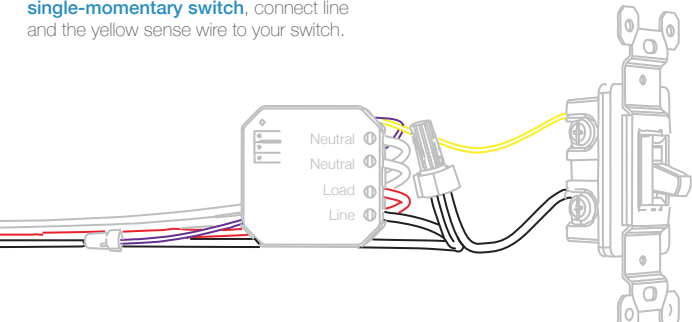 single-momentary switch, connect line
and the yellow sense wire to your switch.
Neutral
Neutral
Load
Line